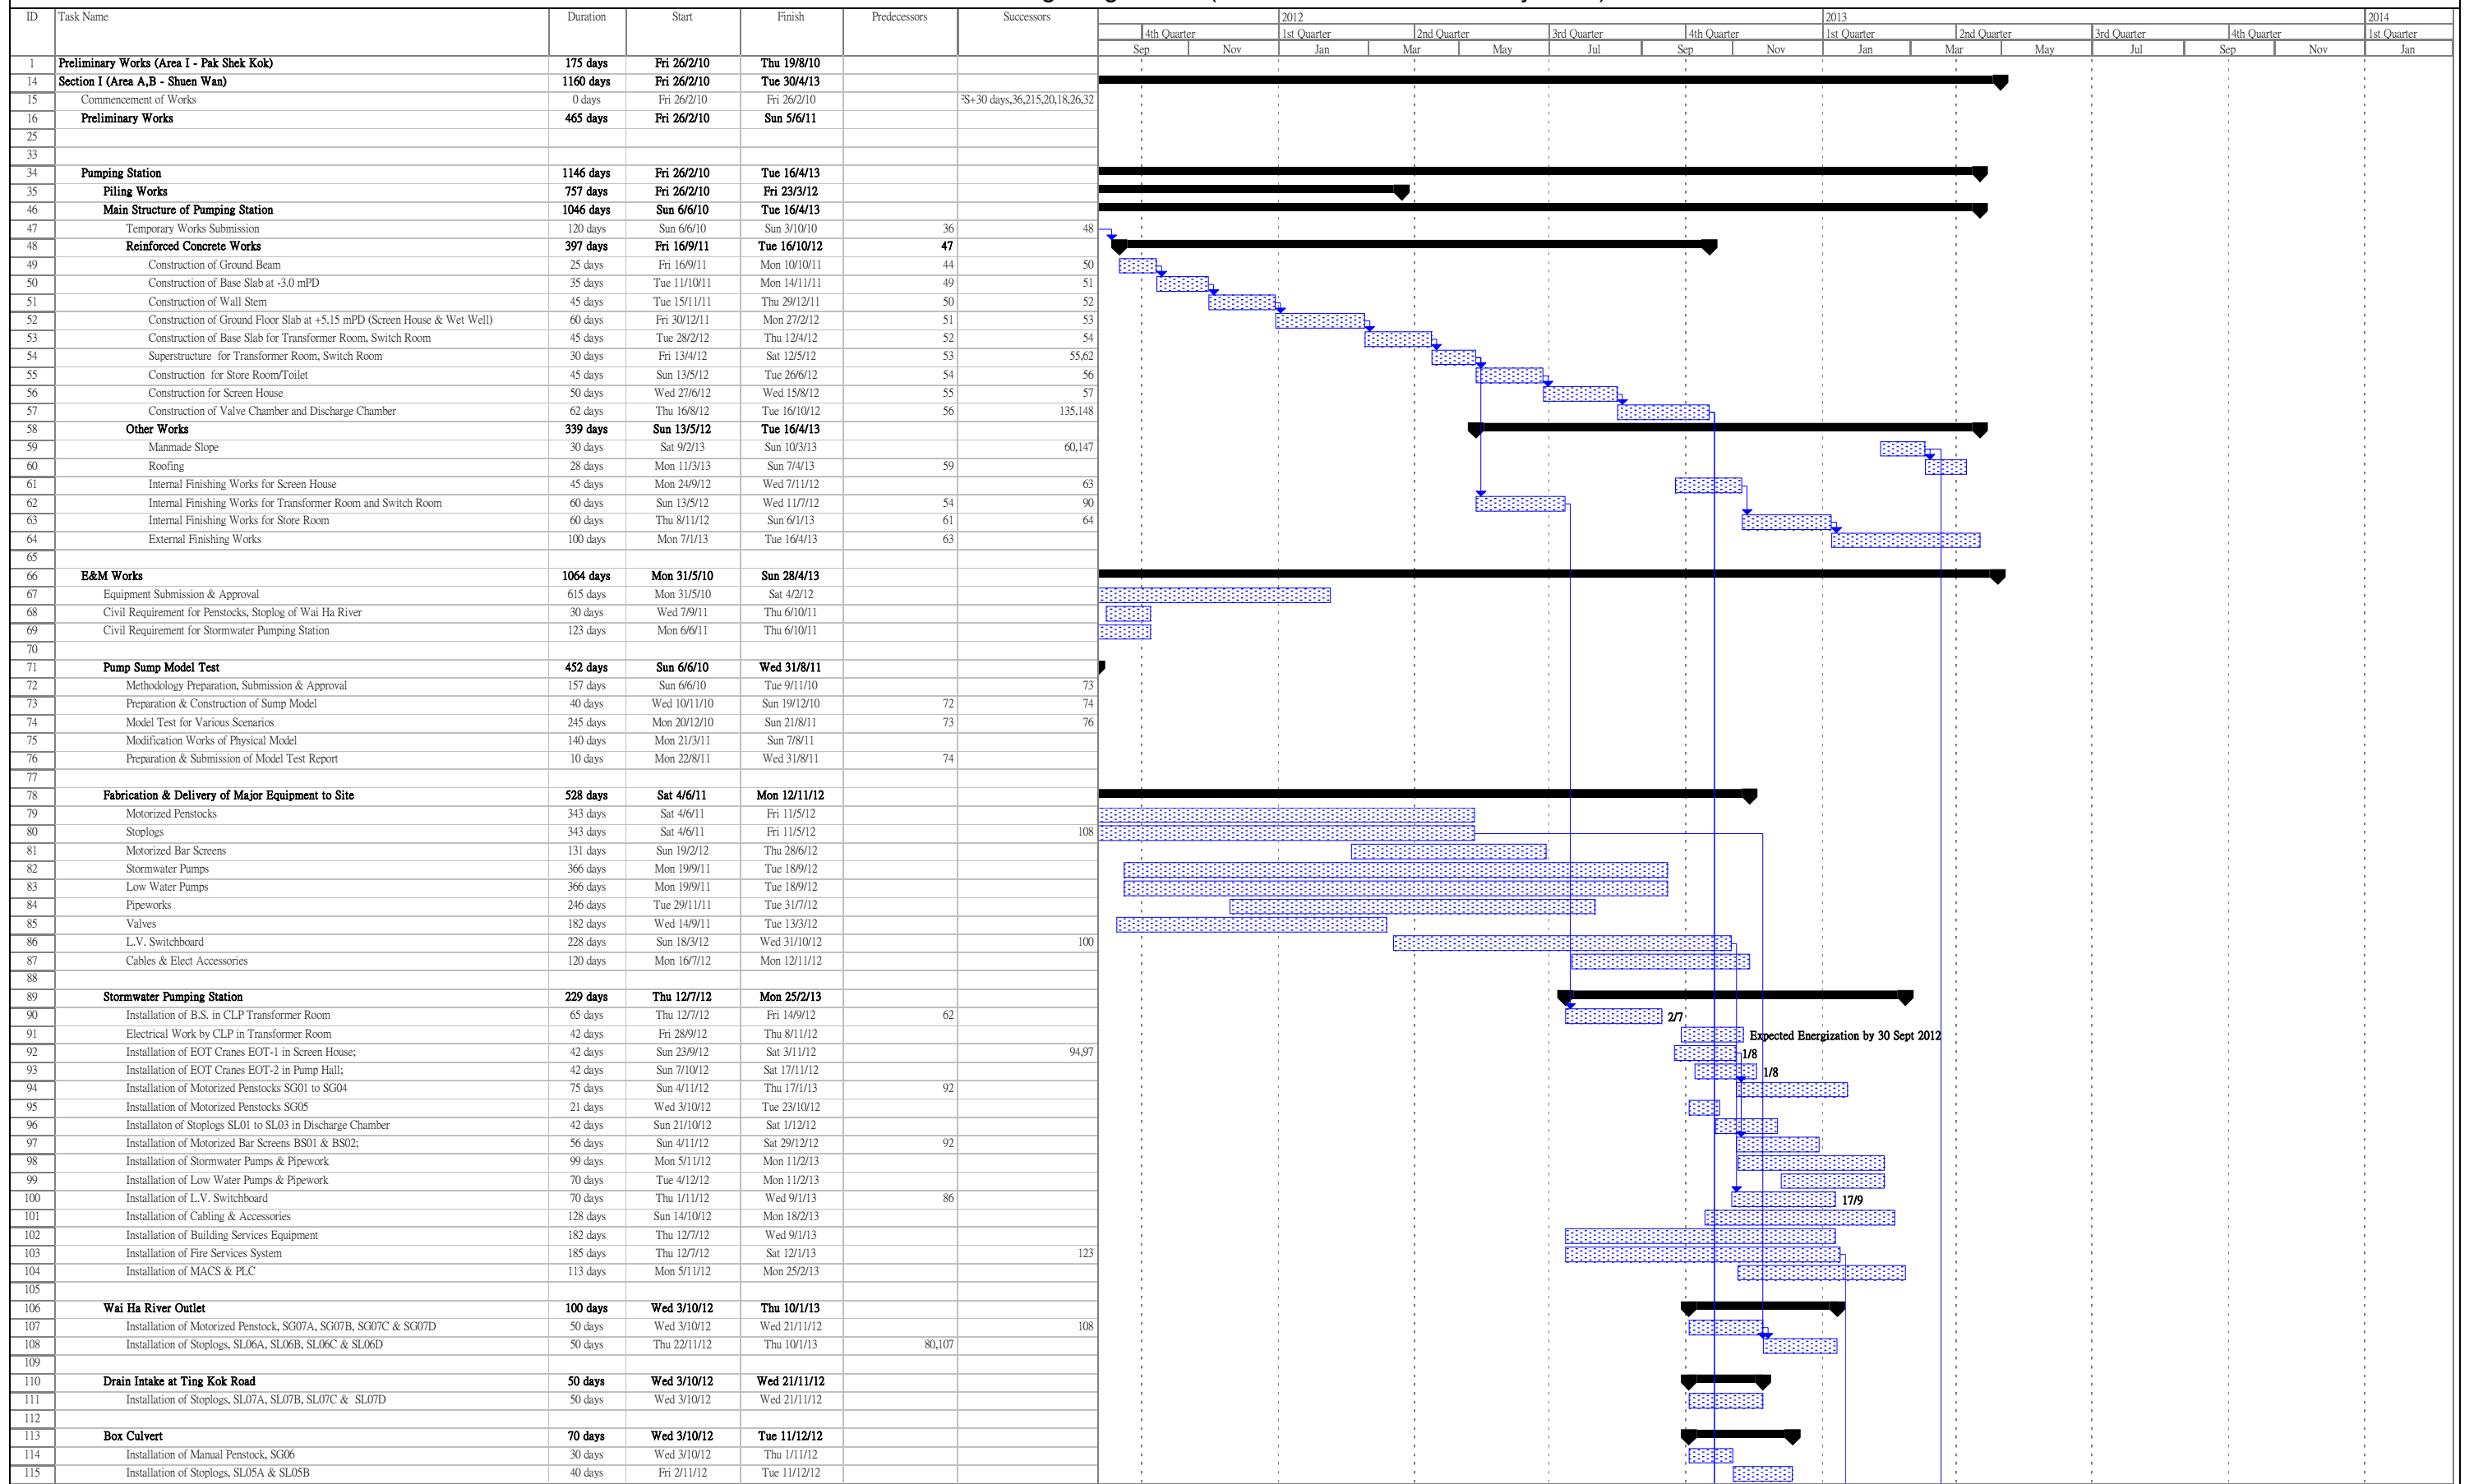 ID Task Name Duration Start Finish Predecessors Successors
2012 2013 2014
4th Quarter 1st Quarter 2nd Quarter 3rd Quarter 4th Quarter 1st Quarter 2nd Quarter 3rd Quarter 4th Quarter 1st Quarter
Sep Nov Jan Mar May Jul Sep Nov Jan Mar May Jul Sep Nov Jan
1 Preliminary Works (Area I - Pak Shek Kok) 175 days Fri 26/2/10 Thu 19/8/10
14 Section I (Area A,B - Shuen Wan) 1160 days Fri 26/2/10 Tue 30/4/13
15 Commencement of Works 0 days Fri 26/2/10 Fri 26/2/10 FS+30 days,36,215,20,18,26,32
16 Preliminary Works 465 days Fri 26/2/10 Sun 5/6/11
25
33
34 Pumping Station 1146 days Fri 26/2/10 Tue 16/4/13
35 Piling Works 757 days Fri 26/2/10 Fri 23/3/12
46 Main Structure of Pumping Station 1046 days Sun 6/6/10 Tue 16/4/13
47 Temporary Works Submission 120 days Sun 6/6/10 Sun 3/10/10 36 48
48 Reinforced Concrete Works 397 days Fri 16/9/11 Tue 16/10/12 47
49 Construction of Ground Beam 25 days Fri 16/9/11 Mon 10/10/11 44 50
50 Construction of Base Slab at -3.0 mPD 35 days Tue 11/10/11 Mon 14/11/11 49 51
51 Construction of Wall Stem 45 days Tue 15/11/11 Thu 29/12/11 50 52
52 Construction of Ground Floor Slab at +5.15 mPD (Screen House & Wet Well) 60 days Fri 30/12/11 Mon 27/2/12 51 53
53 Construction of Base Slab for Transformer Room, Switch Room 45 days Tue 28/2/12 Thu 12/4/12 52 54
54 Superstructure for Transformer Room, Switch Room 30 days Fri 13/4/12 Sat 12/5/12 53 55,62
55 Construction for Store Room/Toilet 45 days Sun 13/5/12 Tue 26/6/12 54 56
56 Construction for Screen House 50 days Wed 27/6/12 Wed 15/8/12 55 57
57 Construction of Valve Chamber and Discharge Chamber 62 days Thu 16/8/12 Tue 16/10/12 56 135,148
58 Other Works 339 days Sun 13/5/12 Tue 16/4/13
59 Manmade Slope 30 days Sat 9/2/13 Sun 10/3/13 60,147
60 Roofing 28 days Mon 11/3/13 Sun 7/4/13 59
61 Internal Finishing Works for Screen House 45 days Mon 24/9/12 Wed 7/11/12 63
62 Internal Finishing Works for Transformer Room and Switch Room 60 days Sun 13/5/12 Wed 11/7/12 54 90
63 Internal Finishing Works for Store Room 60 days Thu 8/11/12 Sun 6/1/13 61 64
64 External Finishing Works 100 days Mon 7/1/13 Tue 16/4/13 63
65
66 E&M Works 1064 days Mon 31/5/10 Sun 28/4/13
67 Equipment Submission & Approval 615 days Mon 31/5/10 Sat 4/2/12
68 Civil Requirement for Penstocks, Stoplog of Wai Ha River 30 days Wed 7/9/11 Thu 6/10/11
69 Civil Requirement for Stormwater Pumping Station 123 days Mon 6/6/11 Thu 6/10/11
70
71 Pump Sump Model Test 452 days Sun 6/6/10 Wed 31/8/11
72 Methodology Preparation, Submission & Approval 157 days Sun 6/6/10 Tue 9/11/10 73
73 Preparation & Construction of Sump Model 40 days Wed 10/11/10 Sun 19/12/10 72 74
74 Model Test for Various Scenarios 245 days Mon 20/12/10 Sun 21/8/11 73 76
75 Modification Works of Physical Model 140 days Mon 21/3/11 Sun 7/8/11
76 Preparation & Submission of Model Test Report 10 days Mon 22/8/11 Wed 31/8/11 74
77
78 Fabrication & Delivery of Major Equipment to Site 528 days Sat 4/6/11 Mon 12/11/12
79 Motorized Penstocks 343 days Sat 4/6/11 Fri 11/5/12
80 Stoplogs 343 days Sat 4/6/11 Fri 11/5/12 108
81 Motorized Bar Screens 131 days Sun 19/2/12 Thu 28/6/12
82 Stormwater Pumps 366 days Mon 19/9/11 Tue 18/9/12
83 Low Water Pumps 366 days Mon 19/9/11 Tue 18/9/12
84 Pipeworks 246 days Tue 29/11/11 Tue 31/7/12
85 Valves 182 days Wed 14/9/11 Tue 13/3/12
86 L.V. Switchboard 228 days Sun 18/3/12 Wed 31/10/12 100
87 Cables & Elect Accessories 120 days Mon 16/7/12 Mon 12/11/12
88
89 Stormwater Pumping Station 229 days Thu 12/7/12 Mon 25/2/13
90 Installation of B.S. in CLP Transformer Room 65 days Thu 12/7/12 Fri 14/9/12 62 2/7
91 Electrical Work by CLP in Transformer Room 42 days Fri 28/9/12 Thu 8/11/12 Expected Energization by 30 Sept 2012
92 Installation of EOT Cranes EOT-1 in Screen House; 42 days Sun 23/9/12 Sat 3/11/12 94,97 1/8
93 Installation of EOT Cranes EOT-2 in Pump Hall; 42 days Sun 7/10/12 Sat 17/11/12 1/8
94 Installation of Motorized Penstocks SG01 to SG04 75 days Sun 4/11/12 Thu 17/1/13 92
95 Installation of Motorized Penstocks SG05 21 days Wed 3/10/12 Tue 23/10/12
96 Installaton of Stoplogs SL01 to SL03 in Discharge Chamber 42 days Sun 21/10/12 Sat 1/12/12
97 Installation of Motorized Bar Screens BS01 & BS02; 56 days Sun 4/11/12 Sat 29/12/12 92
98 Installation of Stormwater Pumps & Pipework 99 days Mon 5/11/12 Mon 11/2/13
99 Installation of Low Water Pumps & Pipework 70 days Tue 4/12/12 Mon 11/2/13
100 Installation of L.V. Switchboard 70 days Thu 1/11/12 Wed 9/1/13 86 17/9
101 Installation of Cabling & Accessories 128 days Sun 14/10/12 Mon 18/2/13
102 Installation of Building Services Equipment 182 days Thu 12/7/12 Wed 9/1/13
103 Installation of Fire Services System 185 days Thu 12/7/12 Sat 12/1/13 123
104 Installation of MACS & PLC 113 days Mon 5/11/12 Mon 25/2/13
105
106 Wai Ha River Outlet 100 days Wed 3/10/12 Thu 10/1/13
107 Installation of Motorized Penstock, SG07A, SG07B, SG07C & SG07D 50 days Wed 3/10/12 Wed 21/11/12 108
108 Installation of Stoplogs, SL06A, SL06B, SL06C & SL06D 50 days Thu 22/11/12 Thu 10/1/13 80,107
109
110 Drain Intake at Ting Kok Road 50 days Wed 3/10/12 Wed 21/11/12
111 Installation of Stoplogs, SL07A, SL07B, SL07C & SL07D 50 days Wed 3/10/12 Wed 21/11/12
112
113 Box Culvert 70 days Wed 3/10/12 Tue 11/12/12
114 Installation of Manual Penstock, SG06 30 days Wed 3/10/12 Thu 1/11/12
115 Installation of Stoplogs, SL05A & SL05B 40 days Fri 2/11/12 Tue 11/12/12